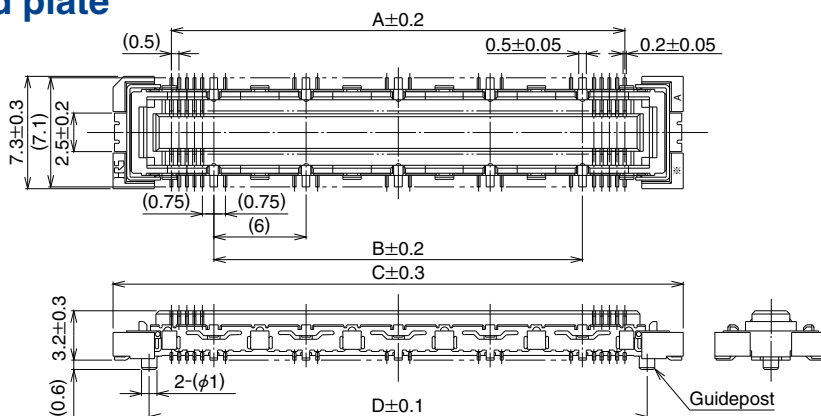 d plate
A±0.2
(0.5)
0.5±0.05
0.2±0.05
7.3±0.3
(7.1)
2.5±0.2
A
※
(0.75)
(0.75)
(6)
B±0.2
C±0.3
3.2±0.3
(0.6)
2-(φ1)
D±0.1
Guidepost